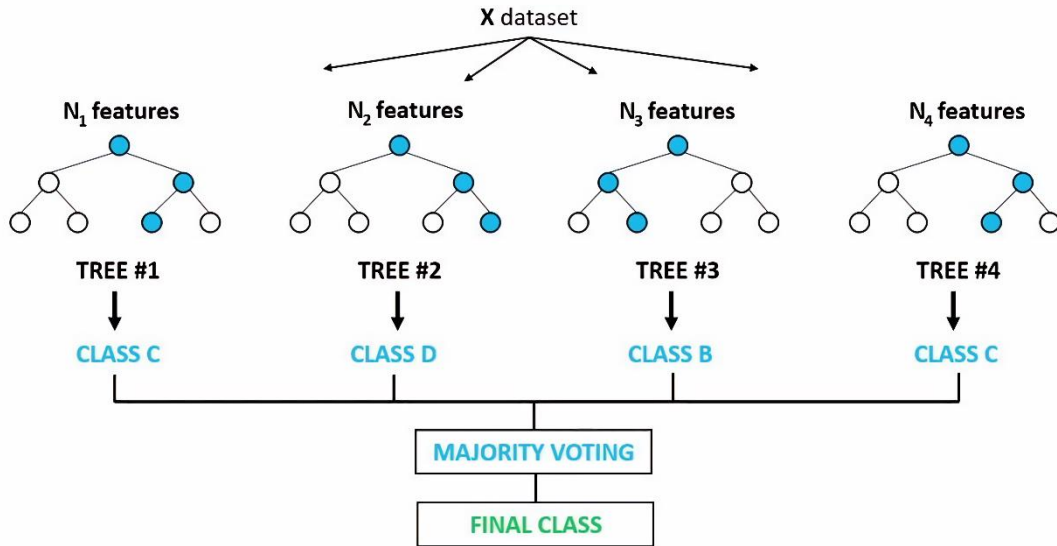 X dataset
N₁ features
N₂ features
N₃ features
N₄ features
TREE #1
TREE #2
TREE #3
TREE #4
CLASS C
CLASS D
CLASS B
CLASS C
MAJORITY VOTING
FINAL CLASS